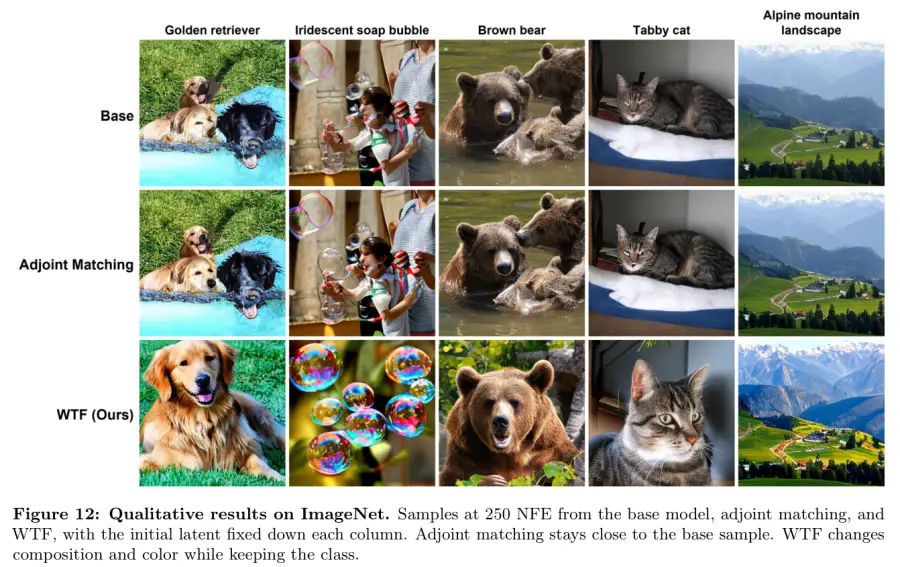 Golden retriever
Iridescent soap bubble
Brown bear
Tabby cat
Alpine mountain
landscape
Base
Adjoint Matching
WTF (Ours)
Figure 12: Qualitative results on ImageNet. Samples at 250 NFE from the base model, adjoint matching, and
WTF, with the initial latent fixed down each column. Adjoint matching stays close to the base sample. WTF changes
composition and color while keeping the class.